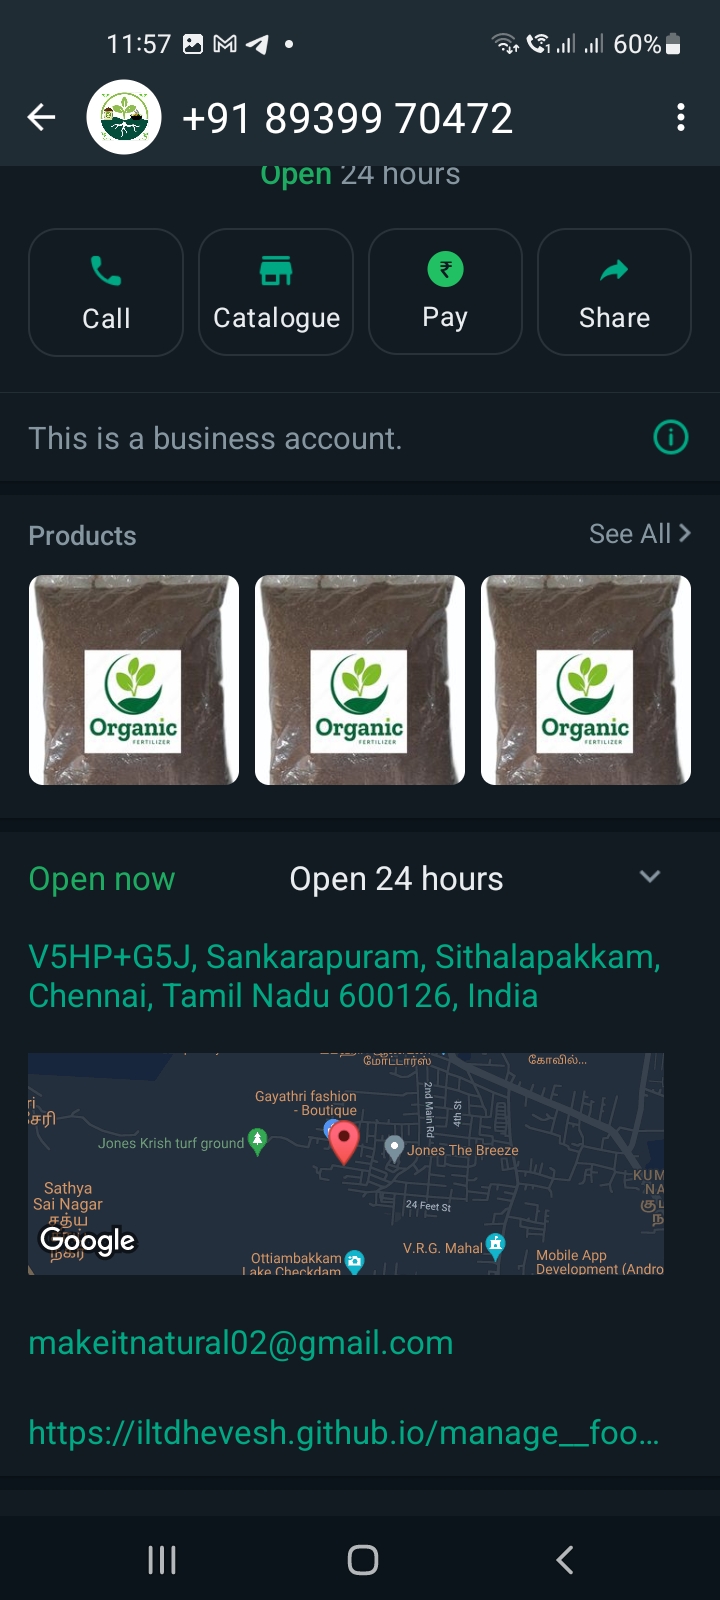 11:57
60%
+91 89399 70472
Open 24 hours
Call
Catalogue
₹
Pay
Share
This is a business account.
Products
See All
Organic
FERTILIZER
Organic
FERTILIZER
Organic
FERTILIZER
Open now
Open 24 hours
V5HP+G5J, Sankarapuram, Sithalapakkam,
Chennai, Tamil Nadu 600126, India
மோட்டார்ஸ்
கோவில்...
Gayathri fashion
- Boutique
2nd Main Rd
4th St
Jones Krish turf ground
Jones The Breeze
Sathya
Sai Nagar
சத்ய
24 Feet St
Google
V.R.G. Mahal
Ottiambakkam
Lake Checkdam
Mobile App
Development (Andro
makeitnatural02@gmail.com
https://iltdhevesh.github.io/manage__foo...